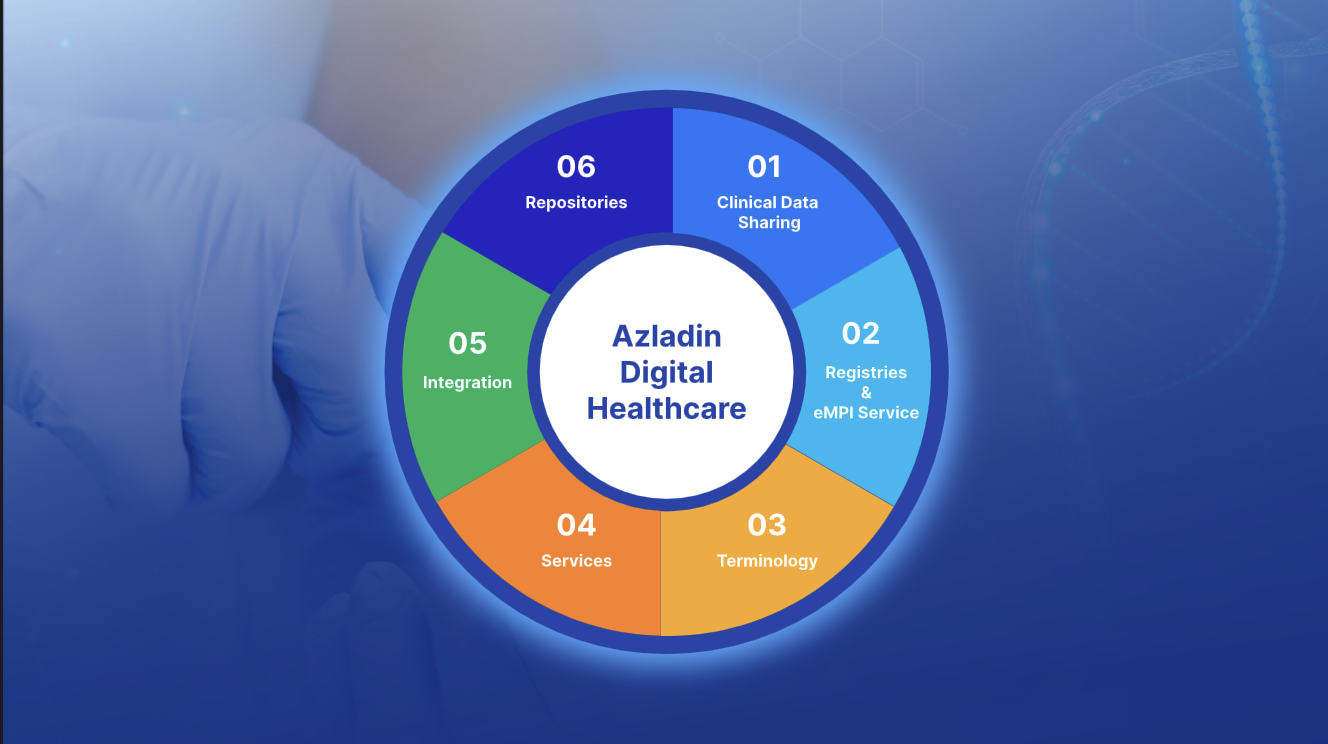 06
Repositories
01
Clinical Data
Sharing
02
Registries
&
eMPI Service
05
Integration
Azladin
Digital
Healthcare
04
Services
03
Terminology